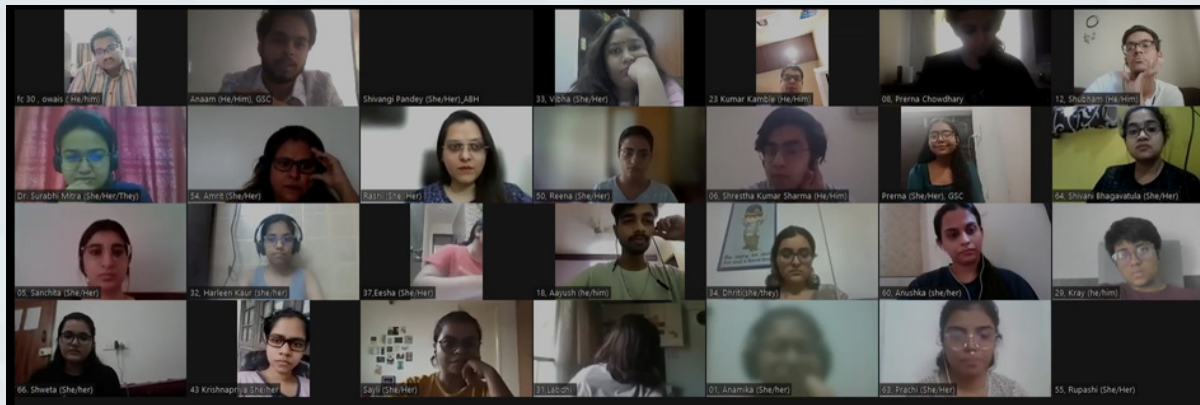 fc 30 , owais ( He/him)
Anaam (He/Him), GSC
Shivangi Pandey (She/Her)_ABH
33, Vibha (She/Her)
23 Kumar Kamble (He/Him)
08, Prerna Chowdhary
12, Shubham (He/Him)
Dr. Surabhi Mitra (She/Her/They)
54. Amrit (She/Her)
Rashi (She/Her)
50, Reena (She/Her)
06, Shrestha Kumar Sharma (He/Him)
Prerna (She/Her), GSC
64, Shivani Bhagavatula (She/Her)
05, Sanchita (She/Her)
32, Harleen Kaur (she/her)
37,Eesha (She/Her)
18, Aayush (he/him)
34, Dhriti(she/they)
60, Anushka (she/her)
29, Kray (he/him)
66. Shweta (She/her)
43 Krishnapriya She/her
Sayli (She/Her)
31 Labdhi
01, Anamika (She/her)
63, Prachi (She/Her)
55, Rupashi (She/Her)